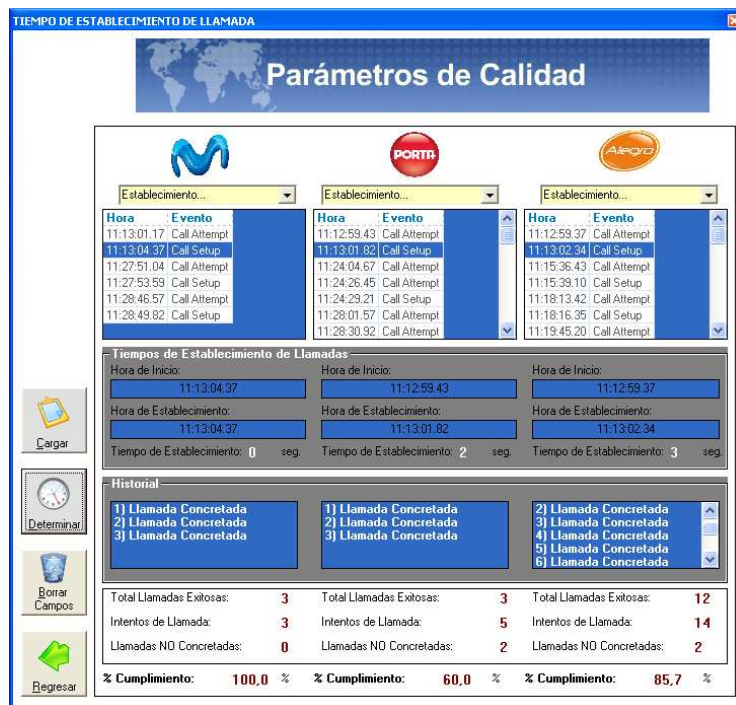 TIEMPO DE ESTABLECIMIENTO DE LLAMADA
Parámetros de Calidad
PORTA
Alegro
Establecimiento...
Establecimiento...
Establecimiento...
Hora Evento
11:13:01.17 Call Attempt
11:13:04.37 Call Setup
11:27:51.04 Call Attempt
11:27:53.59 Call Setup
11:28:46.57 Call Attempt
11:28:49.82 Call Setup
Hora Evento
11:12:59.43 Call Attempt
11:13:01.82 Call Setup
11:24:04.67 Call Attempt
11:24:26.45 Call Attempt
11:24:29.21 Call Setup
11:28:01.57 Call Attempt
11:28:30.92 Call Attempt
Hora Evento
11:12:59.37 Call Attempt
11:13:02.34 Call Setup
11:15:36.43 Call Attempt
11:15:39.10 Call Setup
11:18:13.42 Call Attempt
11:18:16.35 Call Setup
11:19:45.20 Call Attempt
Tiempos de Establecimiento de Llamadas
Hora de Inicio: Hora de Inicio: Hora de Inicio:
11:13:04.37 11:12:59.43 11:12:59.37
Hora de Establecimiento: Hora de Establecimiento: Hora de Establecimiento:
11:13:04.37 11:13:01.82 11:13:02.34
Tiempo de Establecimiento: 0 seg. Tiempo de Establecimiento: 2 seg. Tiempo de Establecimiento: 3 seg.
Historial
1) Llamada Concretada
2) Llamada Concretada
3) Llamada Concretada
1) Llamada Concretada
2) Llamada Concretada
3) Llamada Concretada
2) Llamada Concretada
3) Llamada Concretada
4) Llamada Concretada
5) Llamada Concretada
6) Llamada Concretada
Total Llamadas Exitosas: 3 Total Llamadas Exitosas: 3 Total Llamadas Exitosas: 12
Intentos de Llamada: 3 Intentos de Llamada: 5 Intentos de Llamada: 14
Llamadas NO Concretadas: 0 Llamadas NO Concretadas: 2 Llamadas NO Concretadas: 2
% Cumplimiento: 100,0 % % Cumplimiento: 60,0 % % Cumplimiento: 85,7 %
Cargar
Determinar
Borrar
Campos
Regresar